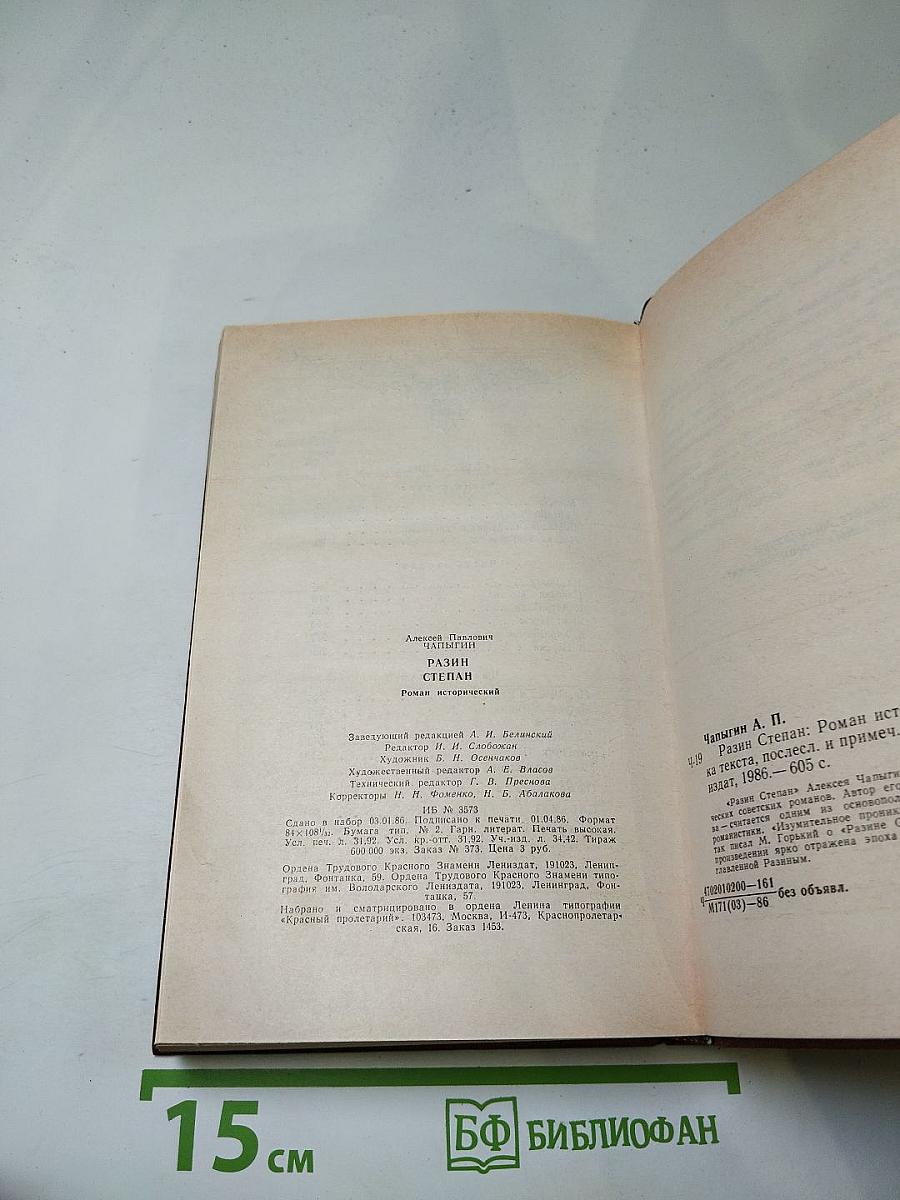 Алексей Павлович
ЧАПЫГИН
РАЗИН
СТЕПАН
Роман исторический
Заведующий редакцией А. И. Белинский
Редактор И. И. Слобожан
Художник Б. Н. Осенчаков
Художественный редактор А. Е. Власов
Технический редактор Г. В. Преснова
Корректоры Н. Н. Фоменко, Н. Б. Абалакова
ИБ № 3573
Сдано в набор 03.01.86. Подписано к печати 01.04.86. Формат
84×108¹/₃₂. Бумага тип. № 2. Гарн. литерат. Печать высокая.
Усл. печ. л. 31,92. Усл. кр.-отт. 31,92. Уч.-изд. л. 34,42. Тираж
600 000 экз. Заказ № 373. Цена 3 руб.
Ордена Трудового Красного Знамени Лениздат, 191023, Ленин-
град, Фонтанка, 59. Ордена Трудового Красного Знамени типо-
графия им. Володарского Лениздата, 191023, Ленинград, Фон-
танка, 57.
Набрано и сматрицировано в ордена Ленина типографии
«Красный пролетарий». 103473, Москва, И-473, Краснопролетар-
ская, 16. Заказ 1453.
Чапыгин А. П.
Ч-19 Разин Степан: Роман ист
ка текста, послесл. и примеч.
издат, 1986.— 605 с.
«Разин Степан» Алексея Чапыги
ческих советских романов. Автор его
ва—считается одним из основопол
романистики. «Изумительное проник
так писал М. Горький о «Разине С
произведении ярко отражена эпоха
главленной Разиным.
Ч 4702010200—161
М171(03)—86 без объявл.
15 см
БФ БИБЛИОФАН